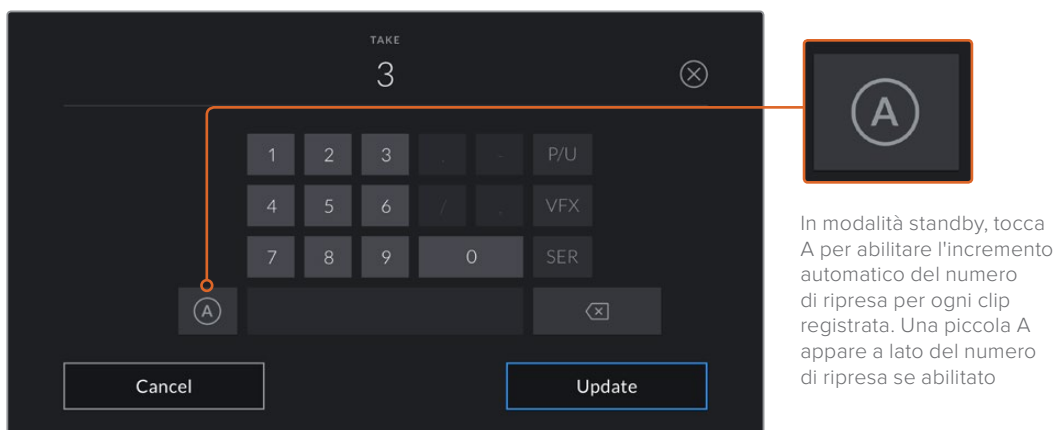 TAKE
3
1 2 3 . - P/U
4 5 6 / , VFX
7 8 9 0 SER
A
Cancel Update
A
In modalità standby, tocca
A per abilitare l'incremento
automatico del numero
di ripresa per ogni clip
registrata. Una piccola A
appare a lato del numero
di ripresa se abilitato